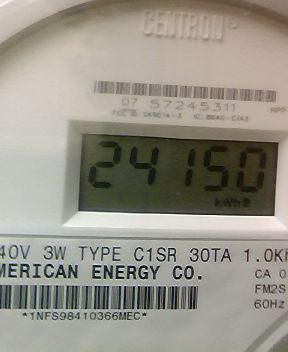 CENTRON
07 57245311
24150
kWh
40V 3W TYPE C1SR 30TA 1.0Kh
MERICAN ENERGY CO.
CA 0
FM2S
60Hz
*1NFS98410366MEC*